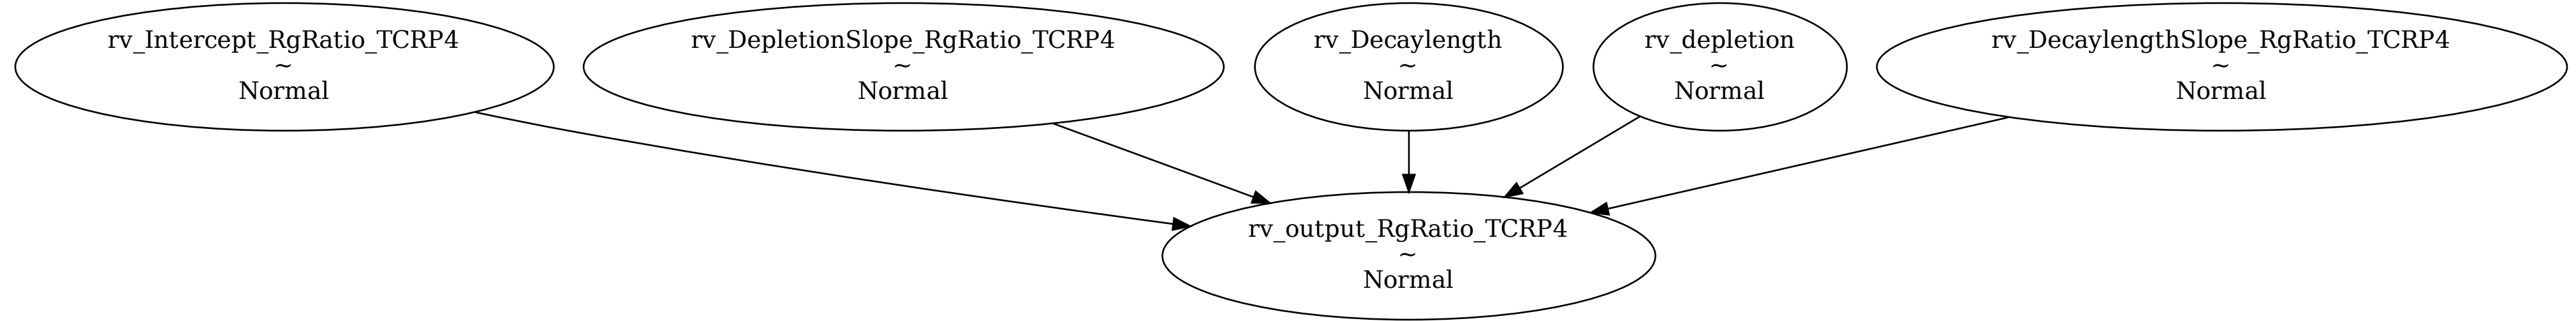 rv_Intercept_RgRatio_TCRP4
~
Normal
rv_DepletionSlope_RgRatio_TCRP4
~
Normal
rv_Decaylength
~
Normal
rv_depletion
~
Normal
rv_DecaylengthSlope_RgRatio_TCRP4
~
Normal
rv_output_RgRatio_TCRP4
~
Normal